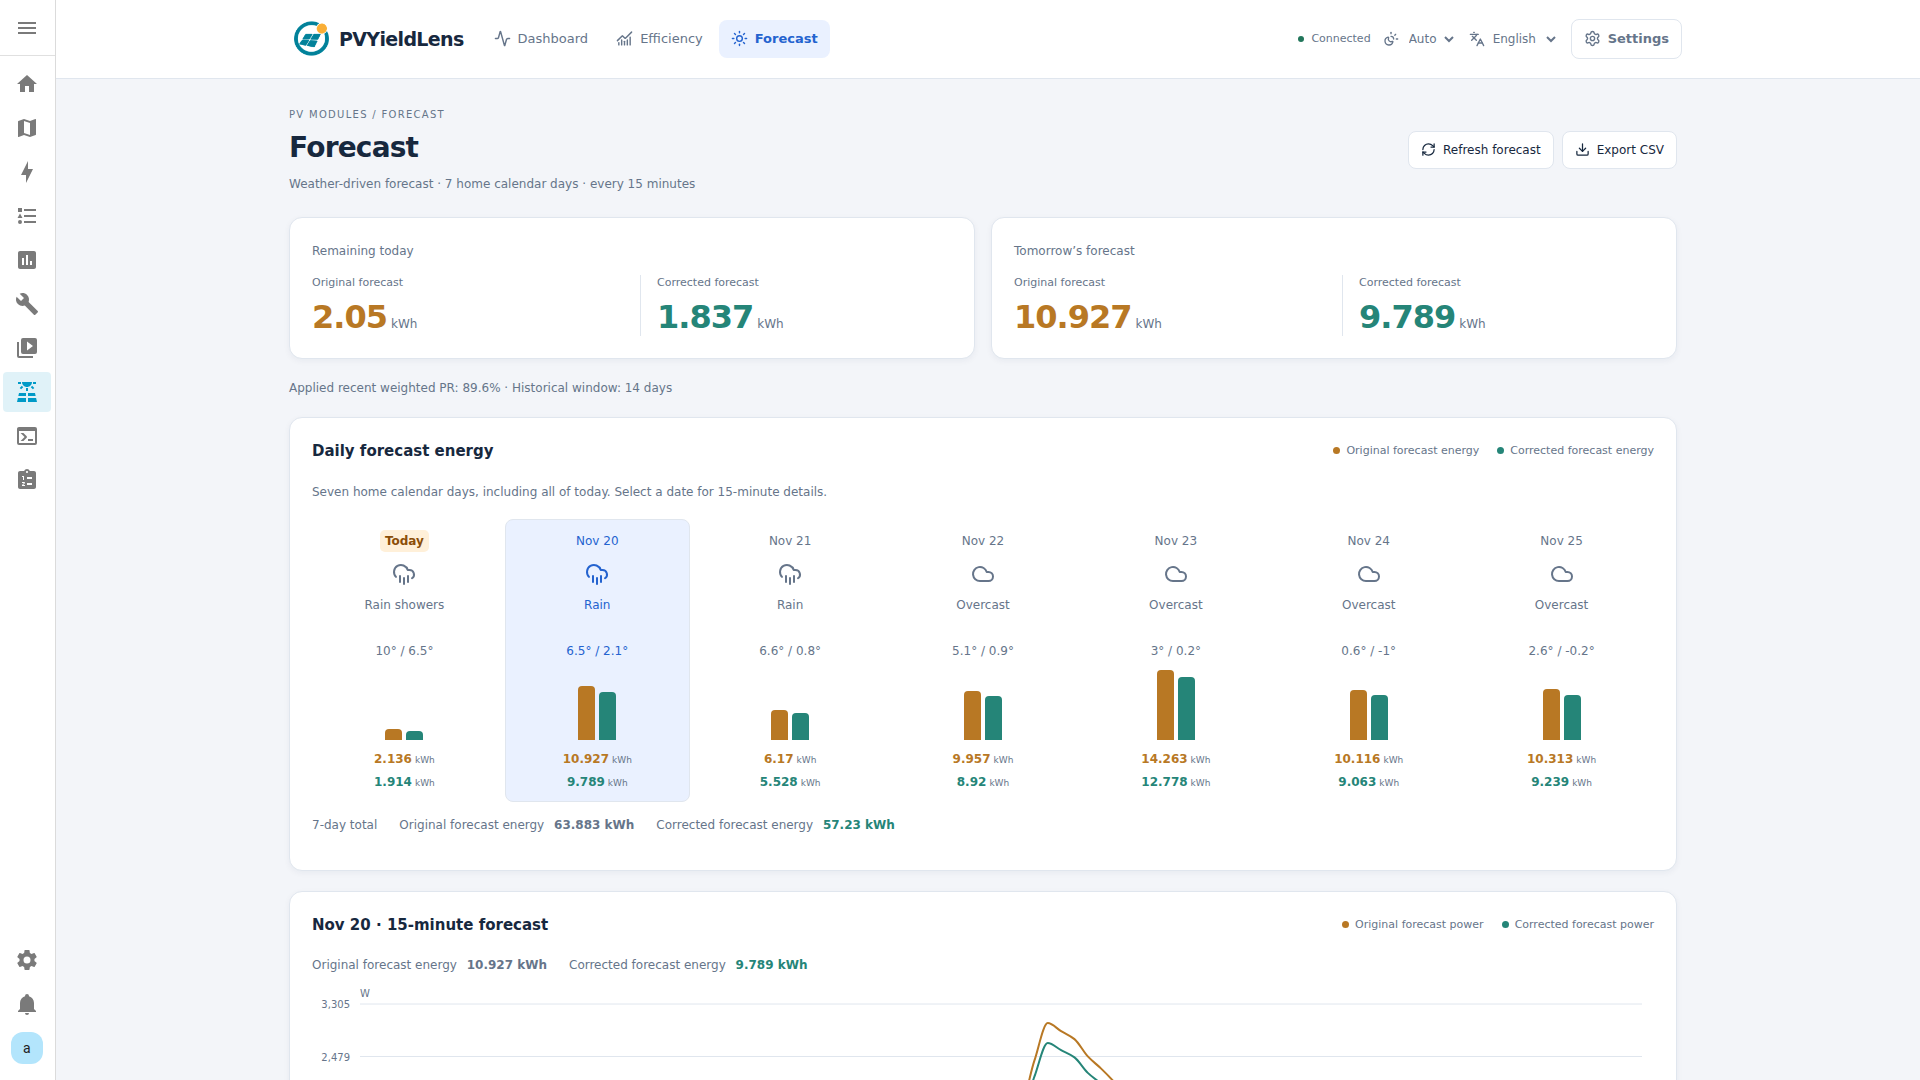 PVYieldLens
Dashboard
Efficiency
Forecast
Connected
Auto
English
Settings
PV MODULES / FORECAST
Forecast
Weather-driven forecast · 7 home calendar days · every 15 minutes
Refresh forecast
Export CSV
Remaining today
Original forecast
2.05 kWh
Corrected forecast
1.837 kWh
Tomorrow’s forecast
Original forecast
10.927 kWh
Corrected forecast
9.789 kWh
Applied recent weighted PR: 89.6% · Historical window: 14 days
Daily forecast energy
Original forecast energy
Corrected forecast energy
Seven home calendar days, including all of today. Select a date for 15-minute details.
Today
Rain showers
10° / 6.5°
2.136 kWh
1.914 kWh
Nov 20
Rain
6.5° / 2.1°
10.927 kWh
9.789 kWh
Nov 21
Rain
6.6° / 0.8°
6.17 kWh
5.528 kWh
Nov 22
Overcast
5.1° / 0.9°
9.957 kWh
8.92 kWh
Nov 23
Overcast
3° / 0.2°
14.263 kWh
12.778 kWh
Nov 24
Overcast
0.6° / -1°
10.116 kWh
9.063 kWh
Nov 25
Overcast
2.6° / -0.2°
10.313 kWh
9.239 kWh
7-day total Original forecast energy 63.883 kWh Corrected forecast energy 57.23 kWh
Nov 20 · 15-minute forecast
Original forecast power
Corrected forecast power
Original forecast energy 10.927 kWh Corrected forecast energy 9.789 kWh
W
3,305
2,479
a